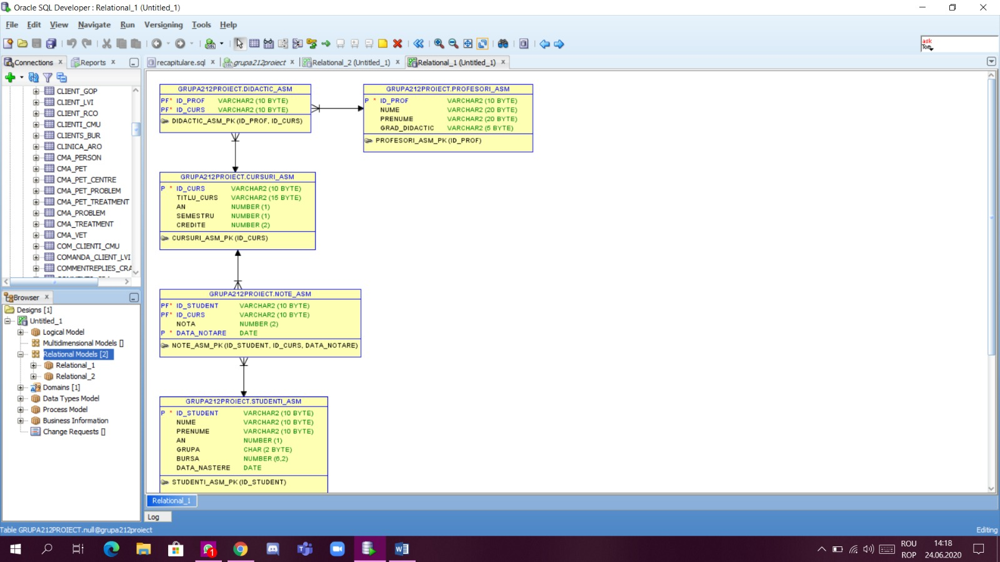 Oracle SQL Developer : Relational_1 (Untitled_1)
File Edit View Navigate Run Versioning Tools Help
ask
Tom
Connections x Reports x
recapitulare.sql x grupa212proiect x Relational_2 (Untitled_1) x Relational_1 (Untitled_1) x
CLIENT_GOP
CLIENT_LVI
CLIENT_RCO
CLIENTI_CMU
CLIENTS_BUR
CLINICA_ARO
CMA_PERSON
CMA_PET
CMA_PET_CENTRE
CMA_PET_PROBLEM
CMA_PET_TREATMENT
CMA_PROBLEM
CMA_TREATMENT
CMA_VET
COM_CLIENTI_CMU
COMANDA_CLIENT_LVI
COMMENTREPLIES_CRA
Browser x
Designs [1]
Untitled_1
Logical Model
Multidimensional Models []
Relational Models [2]
Relational_1
Relational_2
Domains [1]
Data Types Model
Process Model
Business Information
Change Requests []
GRUPA212PROIECT.DIDACTIC_ASM
PF* ID_PROF VARCHAR2 (10 BYTE)
PF* ID_CURS VARCHAR2 (10 BYTE)
DIDACTIC_ASM_PK (ID_PROF, ID_CURS)
GRUPA212PROIECT.PROFESORI_ASM
P * ID_PROF VARCHAR2 (10 BYTE)
NUME VARCHAR2 (20 BYTE)
PRENUME VARCHAR2 (20 BYTE)
GRAD_DIDACTIC VARCHAR2 (5 BYTE)
PROFESORI_ASM_PK (ID_PROF)
GRUPA212PROIECT.CURSURI_ASM
P * ID_CURS VARCHAR2 (10 BYTE)
TITLU_CURS VARCHAR2 (15 BYTE)
AN NUMBER (1)
SEMESTRU NUMBER (1)
CREDITE NUMBER (2)
CURSURI_ASM_PK (ID_CURS)
GRUPA212PROIECT.NOTE_ASM
PF* ID_STUDENT VARCHAR2 (10 BYTE)
PF* ID_CURS VARCHAR2 (10 BYTE)
NOTA NUMBER (2)
P * DATA_NOTARE DATE
NOTE_ASM_PK (ID_STUDENT, ID_CURS, DATA_NOTARE)
GRUPA212PROIECT.STUDENTI_ASM
P * ID_STUDENT VARCHAR2 (10 BYTE)
NUME VARCHAR2 (10 BYTE)
PRENUME VARCHAR2 (10 BYTE)
AN NUMBER (1)
GRUPA CHAR (2 BYTE)
BURSA NUMBER (6,2)
DATA_NASTERE DATE
STUDENTI_ASM_PK (ID_STUDENT)
Relational_1
Log
Table GRUPA212PROIECT.null@grupa212proiect Editing
1
ROU
ROP
14:18
24.06.2020